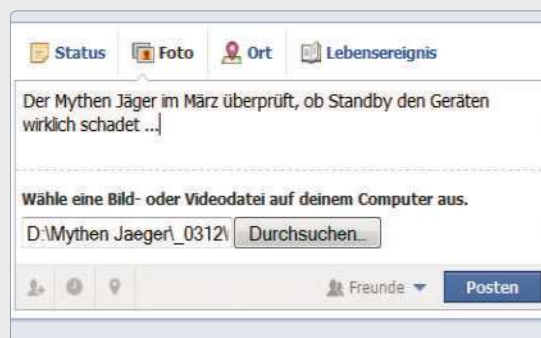 Status Foto Ort Lebensereignis
Der Mythen Jäger im März überprüft, ob Standby den Geräten
wirklich schadet ...
Wähle eine Bild- oder Videodatei auf deinem Computer aus.
D:\Mythen Jaeger\_0312\ Durchsuchen...
Freunde Posten